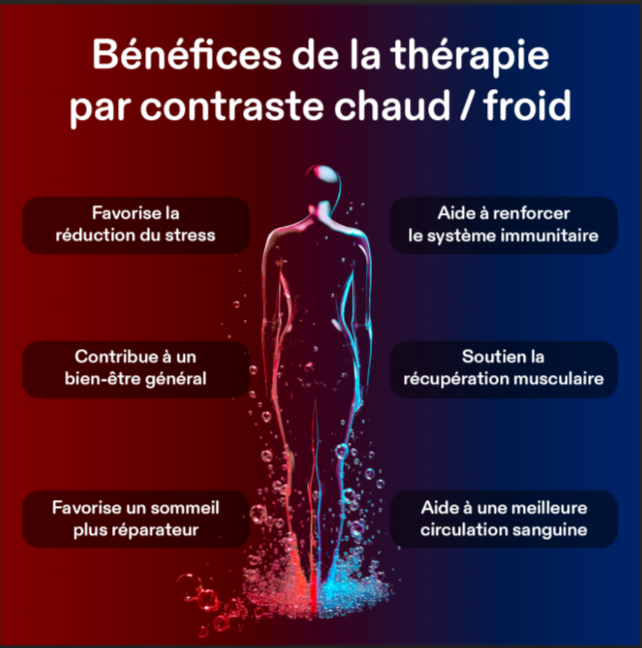 Bénéfices de la thérapie
par contraste chaud / froid
Favorise la
réduction du stress
Aide à renforcer
le système immunitaire
Contribue à un
bien-être général
Soutien la
récupération musculaire
Favorise un sommeil
plus réparateur
Aide à une meilleure
circulation sanguine